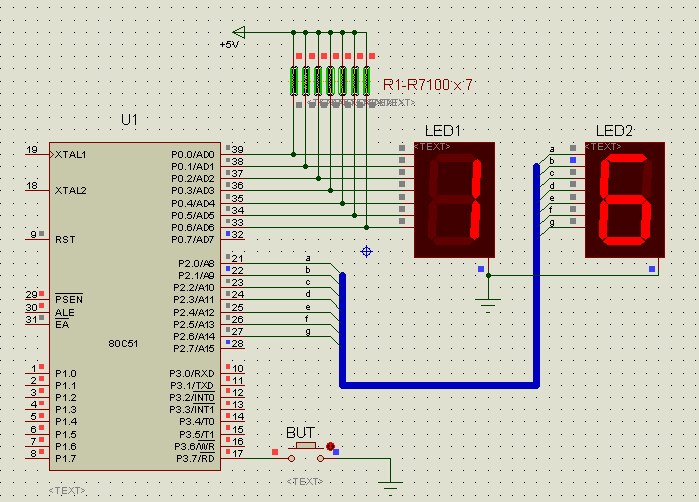 +5V
R1-R7100 x 7
<TEXT>
U1
LED1
LED2
<TEXT>
<TEXT>
19 XTAL1
18 XTAL2
9 RST
29 PSEN
30 ALE
31 EA
80C51
1 P1.0
2 P1.1
3 P1.2
4 P1.3
5 P1.4
6 P1.5
7 P1.6
8 P1.7
P0.0/AD0 39
P0.1/AD1 38
P0.2/AD2 37
P0.3/AD3 36
P0.4/AD4 35
P0.5/AD5 34
P0.6/AD6 33
P0.7/AD7 32
P2.0/A8 21 a
P2.1/A9 22 b
P2.2/A10 23 c
P2.3/A11 24 d
P2.4/A12 25 e
P2.5/A13 26 f
P2.6/A14 27 g
P2.7/A15 28
P3.0/RXD 10
P3.1/TXD 11
P3.2/INT0 12
P3.3/INT1 13
P3.4/T0 14
P3.5/T1 15
P3.6/WR 16
P3.7/RD 17
1
a
b
c
d
e
f
g
6
BUT
<TEXT>
<TEXT>